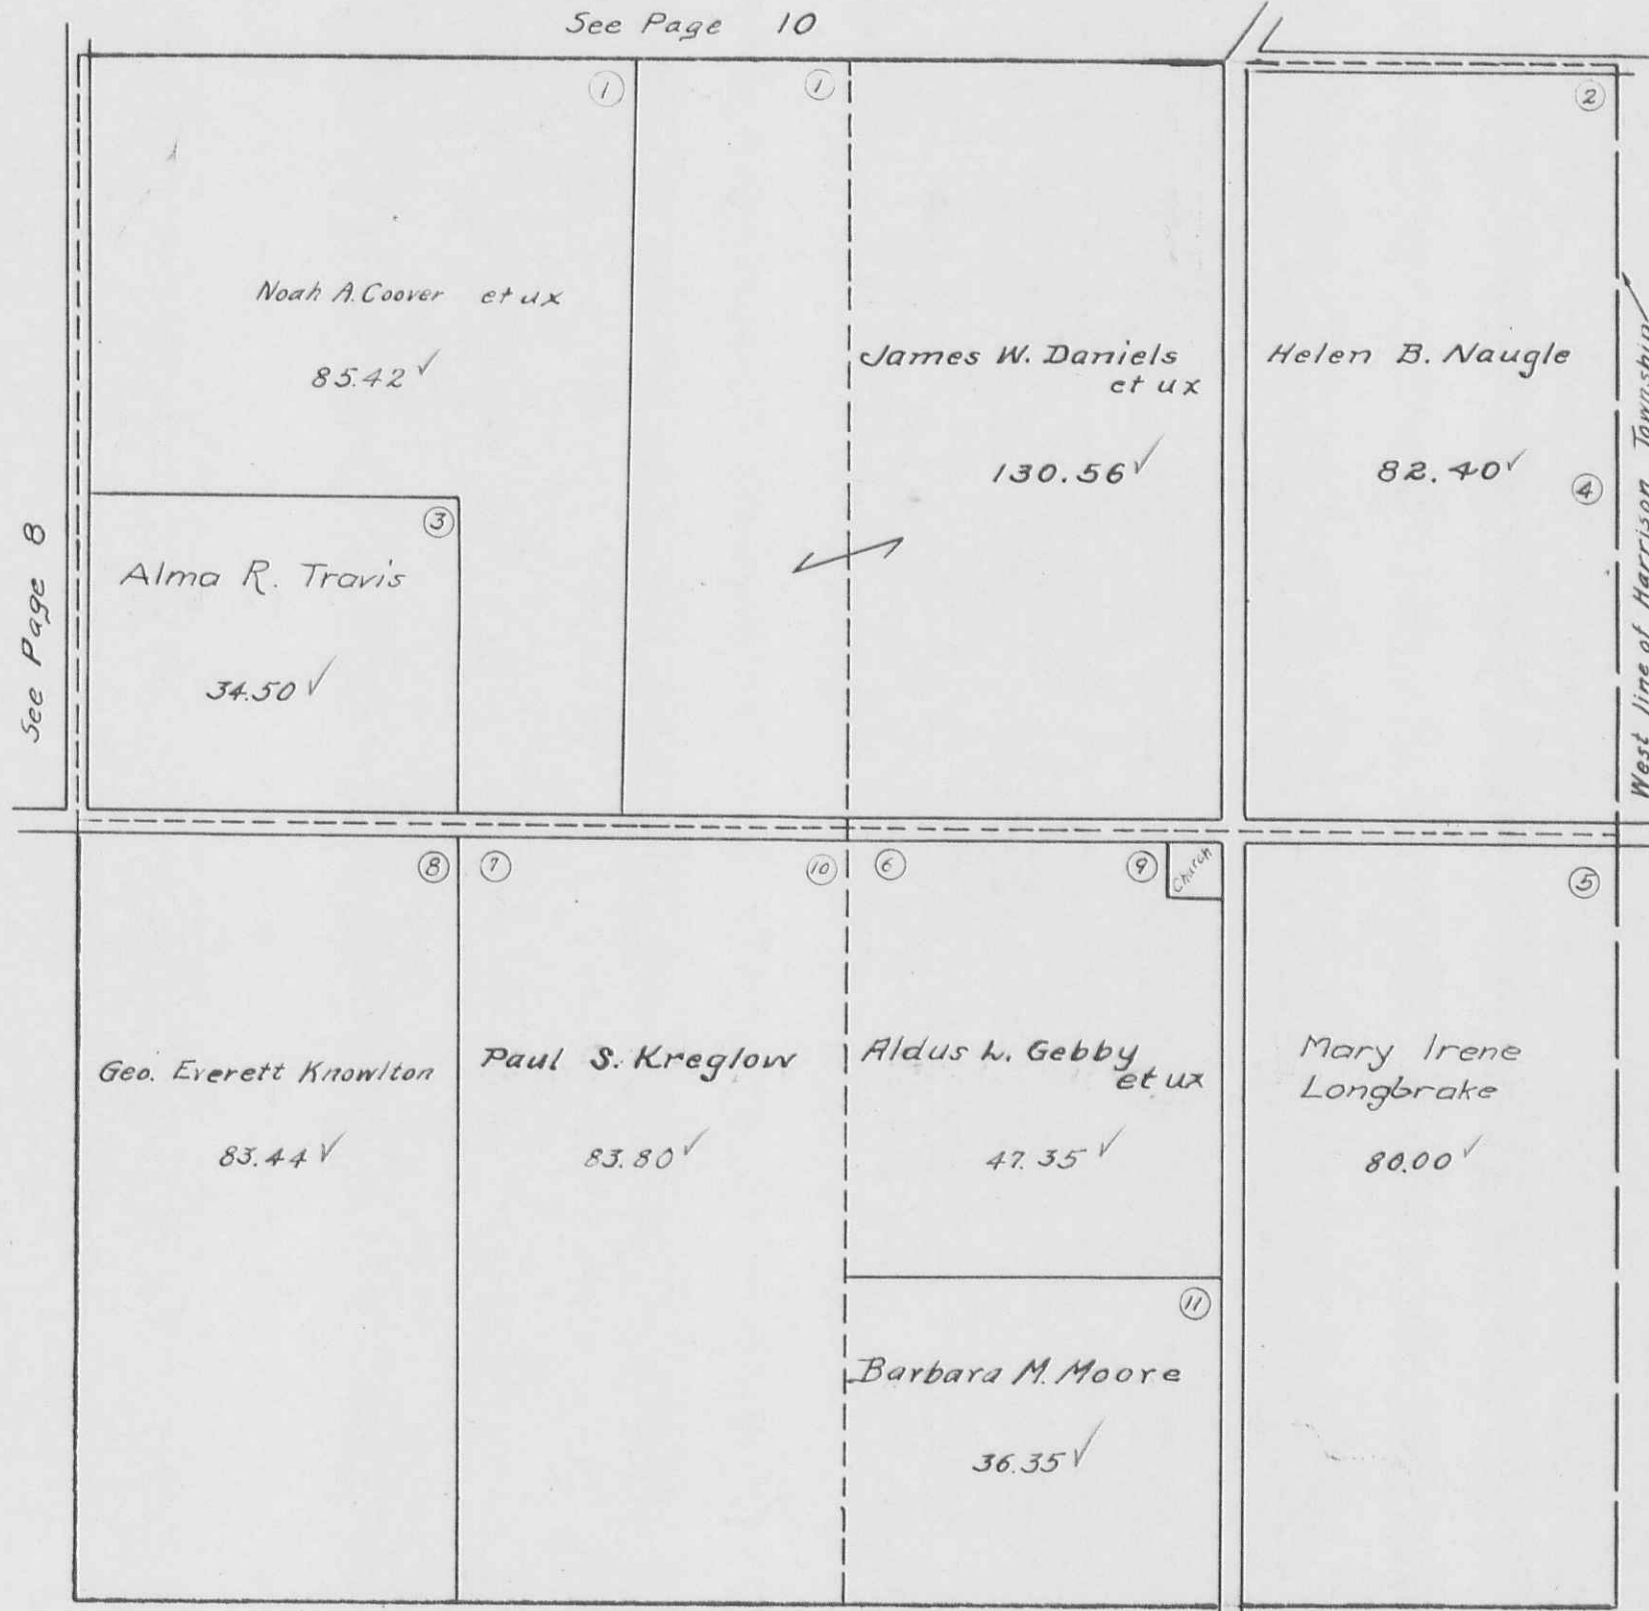 See Page 10
①
①
②
Noah A. Coover et ux
85.42 ✓
James W. Daniels
et ux
130.56 ✓
Helen B. Naugle
82.40 ✓
④
West line of Harrison Township
See Page 8
③
Alma R. Travis
34.50 ✓
⑧
⑦
⑩
⑥
⑨
Church
⑤
Geo. Everett Knowlton
83.44 ✓
Paul S. Kreglow
83.80 ✓
Aldus L. Gebby
et ux
47.35 ✓
Mary Irene
Longbrake
80.00 ✓
⑪
Barbara M. Moore
36.35 ✓